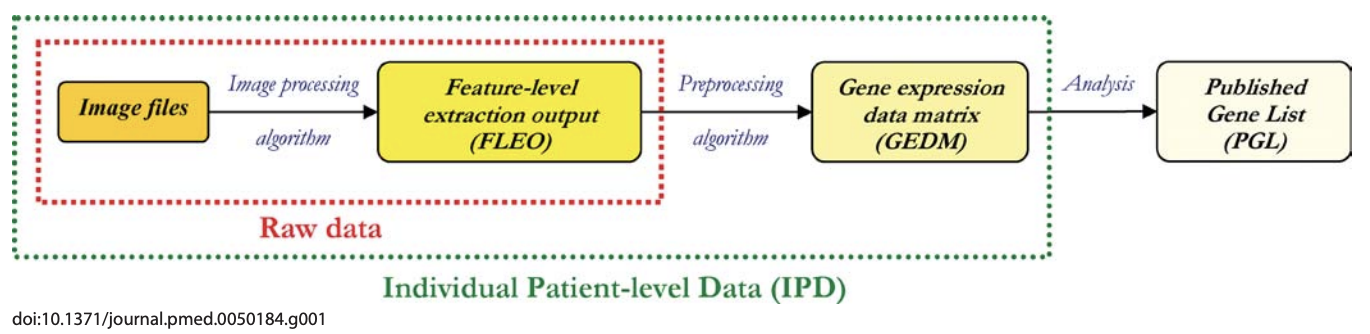 Image files
Image processing
algorithm
Feature-level
extraction output
(FLEO)
Preprocessing
algorithm
Gene expression
data matrix
(GEDM)
Analysis
Published
Gene List
(PGL)
Raw data
Individual Patient-level Data (IPD)
doi:10.1371/journal.pmed.0050184.g001